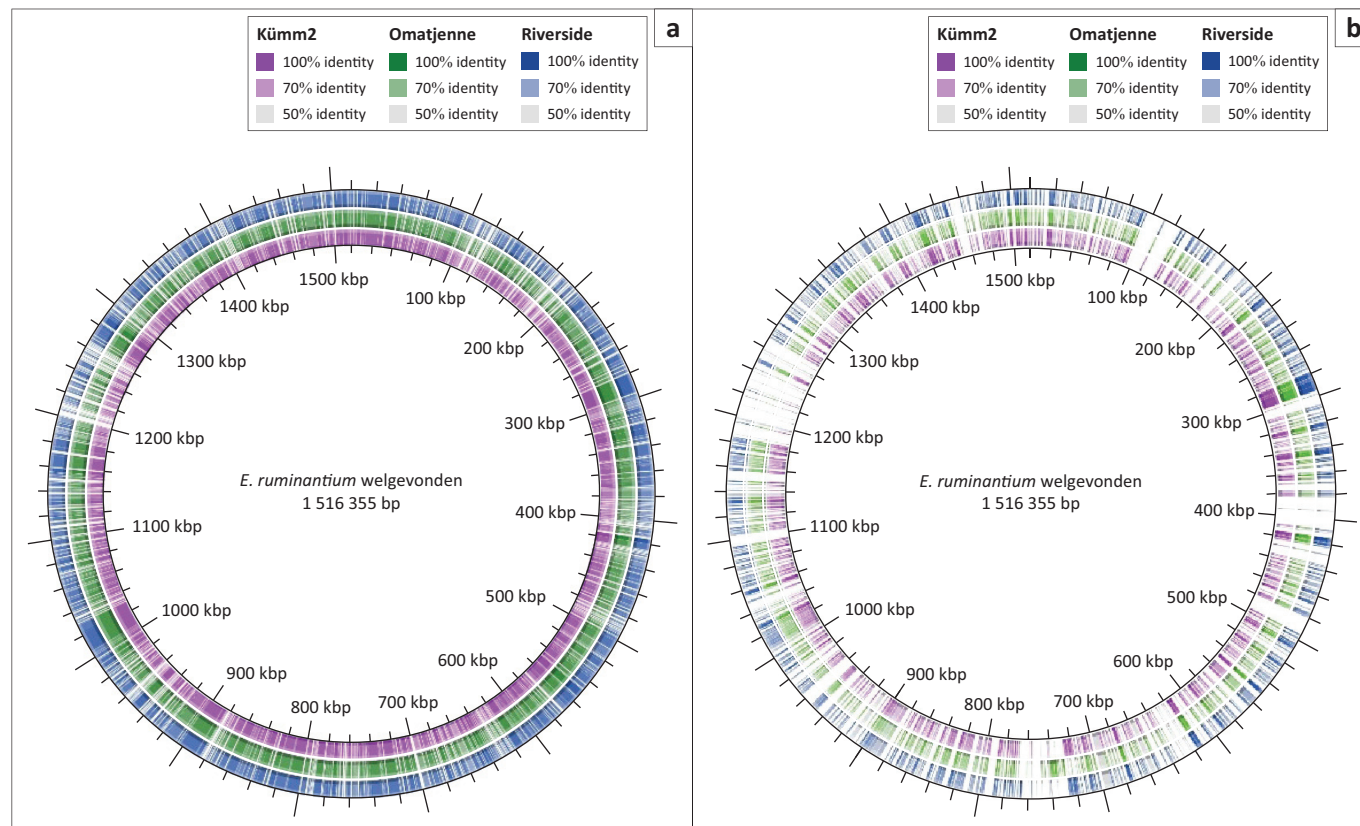 a
Kümm2 Omatjenne Riverside
100% identity 100% identity 100% identity
70% identity 70% identity 70% identity
50% identity 50% identity 50% identity
1500 kbp
100 kbp
200 kbp
300 kbp
400 kbp
500 kbp
600 kbp
700 kbp
800 kbp
900 kbp
1000 kbp
1100 kbp
1200 kbp
1300 kbp
1400 kbp
E. ruminantium welgevonden
1 516 355 bp
b
Kümm2 Omatjenne Riverside
100% identity 100% identity 100% identity
70% identity 70% identity 70% identity
50% identity 50% identity 50% identity
1500 kbp
100 kbp
200 kbp
300 kbp
400 kbp
500 kbp
600 kbp
700 kbp
800 kbp
900 kbp
1000 kbp
1100 kbp
1200 kbp
1300 kbp
1400 kbp
E. ruminantium welgevonden
1 516 355 bp